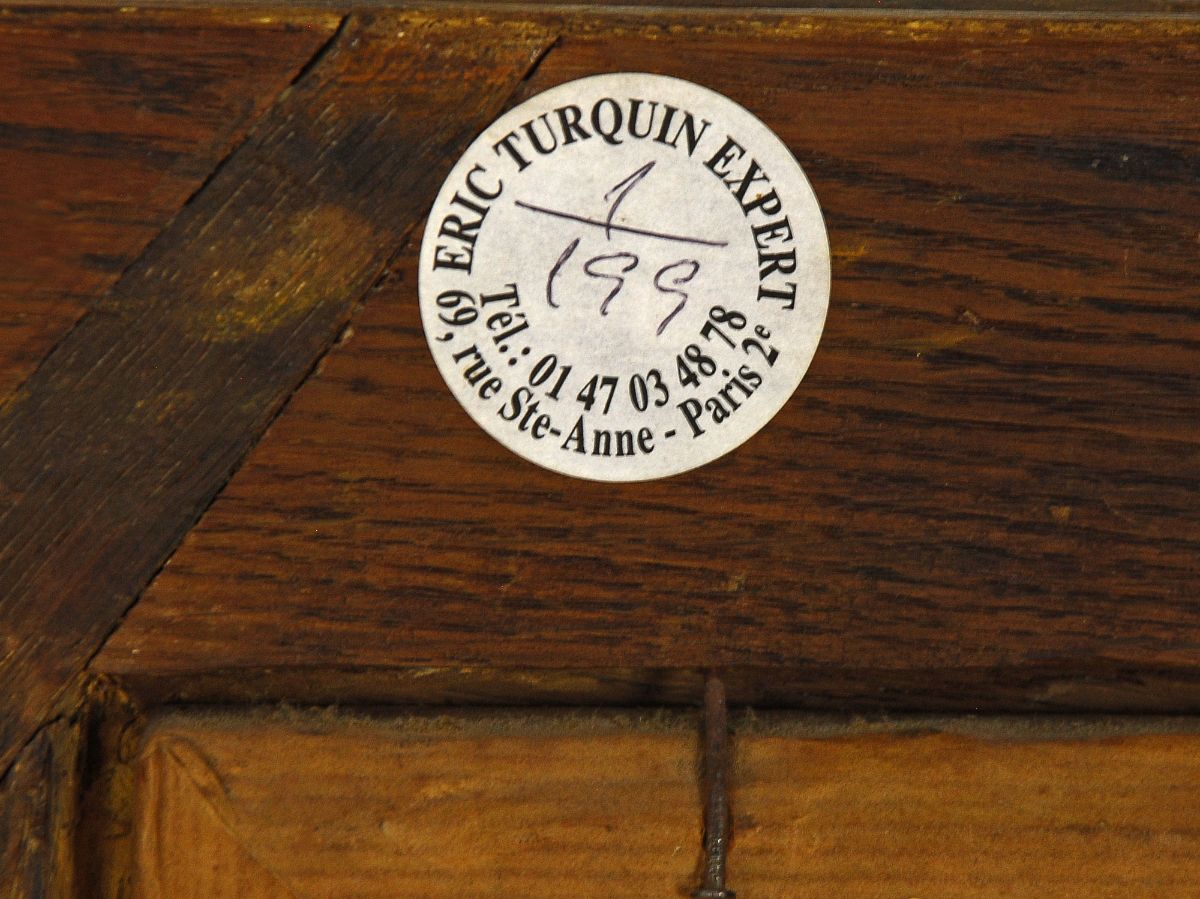 ERIC TURQUIN EXPERT
1
199
Tél.: 01 47 03 48 78
69, rue Ste-Anne - Paris 2e